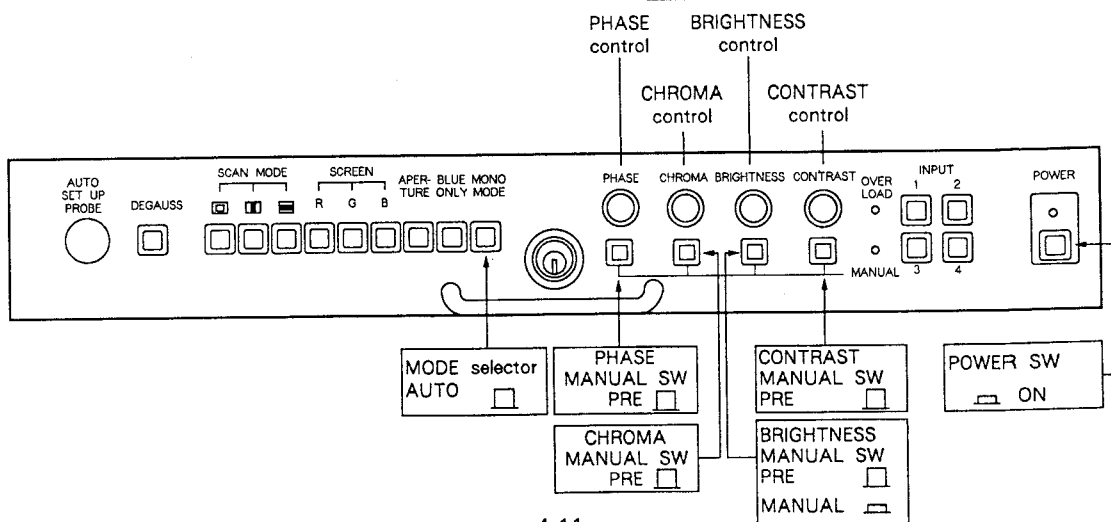 PHASE control
BRIGHTNESS control
CHROMA control
CONTRAST control
AUTO SET UP PROBE
DEGAUSS
SCAN MODE
SCREEN
R G B
APER- BLUE MONO
TURE ONLY MODE
PHASE
CHROMA
BRIGHTNESS
CONTRAST
OVER LOAD
MANUAL
INPUT
1 2
3 4
POWER
MODE selector
AUTO
PHASE
MANUAL SW
PRE
CONTRAST
MANUAL SW
PRE
POWER SW
ON
CHROMA
MANUAL SW
PRE
BRIGHTNESS
MANUAL SW
PRE
MANUAL